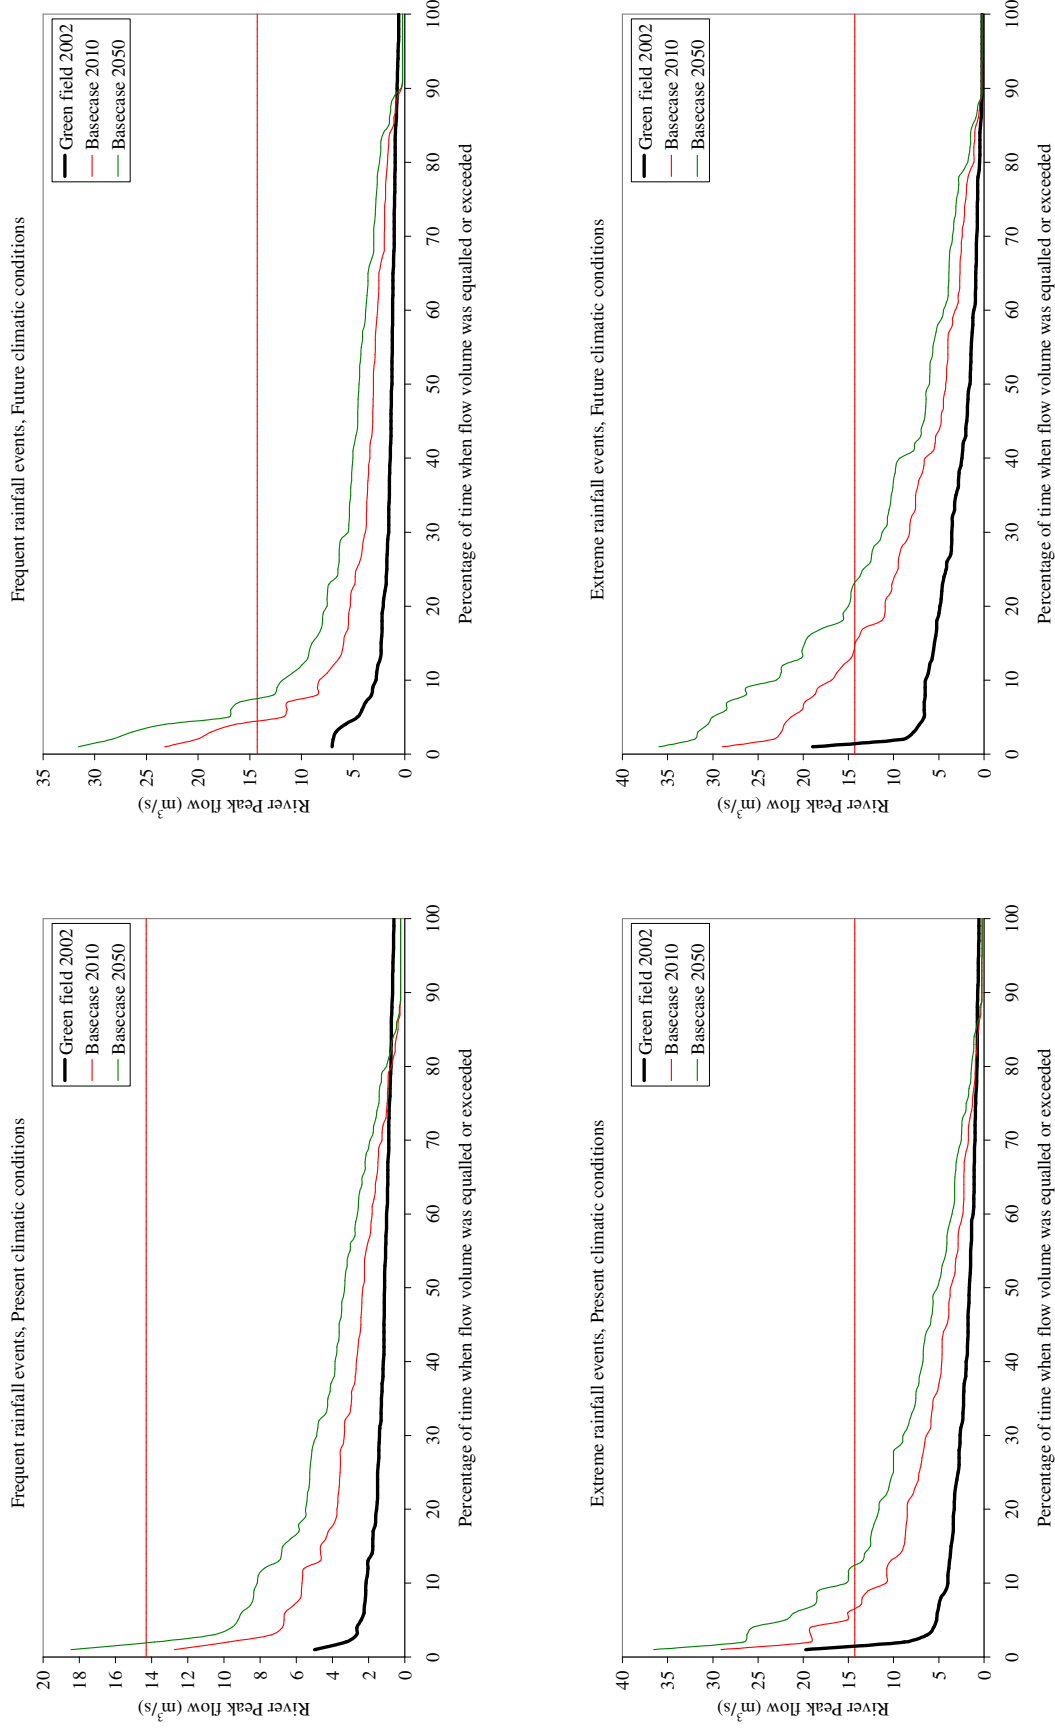 Frequent rainfall events, Present climatic conditions
River Peak flow (m³/s)
20
18
16
14
12
10
8
6
4
2
0
Green field 2002
Basecase 2010
Basecase 2050
0 10 20 30 40 50 60 70 80 90 100
Percentage of time when flow volume was equalled or exceeded
Frequent rainfall events, Future climatic conditions
River Peak flow (m³/s)
35
30
25
20
15
10
5
0
Green field 2002
Basecase 2010
Basecase 2050
0 10 20 30 40 50 60 70 80 90 100
Percentage of time when flow volume was equalled or exceeded
Extreme rainfall events, Present climatic conditions
River Peak flow (m³/s)
40
35
30
25
20
15
10
5
0
Green field 2002
Basecase 2010
Basecase 2050
0 10 20 30 40 50 60 70 80 90 100
Percentage of time when flow volume was equalled or exceeded
Extreme rainfall events, Future climatic conditions
River Peak flow (m³/s)
40
35
30
25
20
15
10
5
0
Green field 2002
Basecase 2010
Basecase 2050
0 10 20 30 40 50 60 70 80 90 100
Percentage of time when flow volume was equalled or exceeded